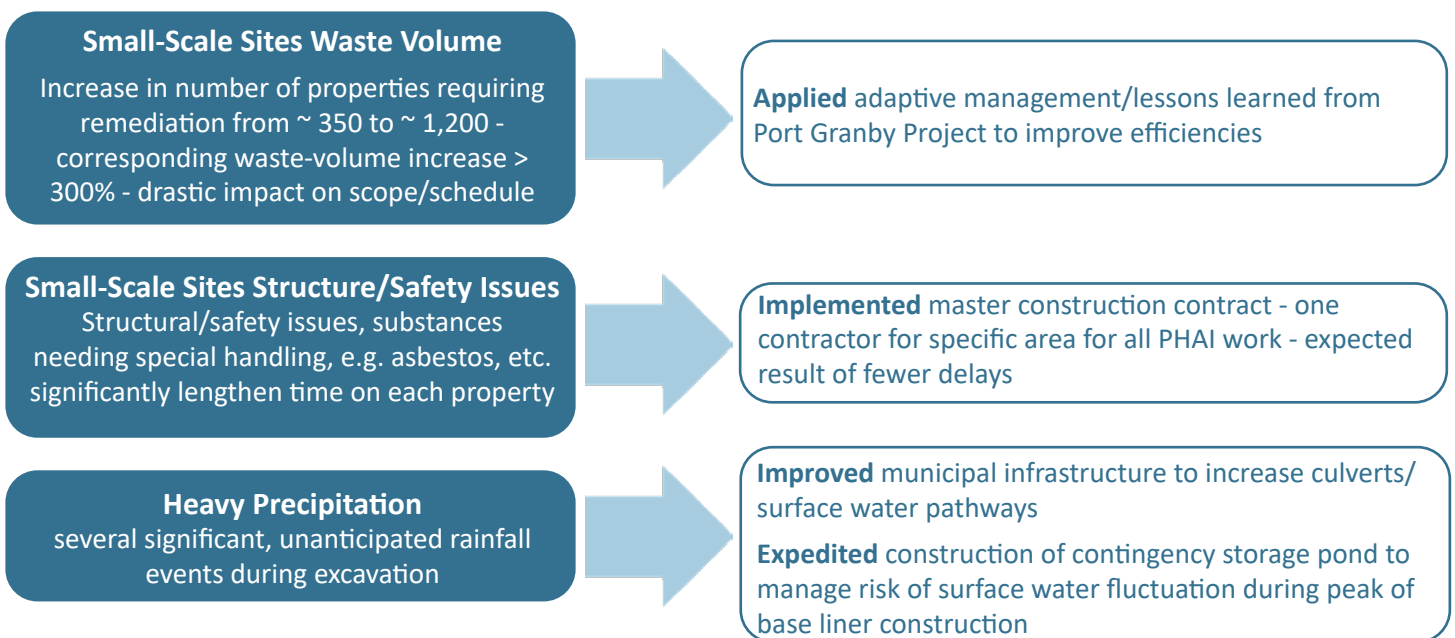 Small-Scale Sites Waste Volume
Increase in number of properties requiring
remediation from ~ 350 to ~ 1,200 -
corresponding waste-volume increase >
300% - drastic impact on scope/schedule
Applied adaptive management/lessons learned from
Port Granby Project to improve efficiencies
Small-Scale Sites Structure/Safety Issues
Structural/safety issues, substances
needing special handling, e.g. asbestos, etc.
significantly lengthen time on each property
Implemented master construction contract - one
contractor for specific area for all PHAI work - expected
result of fewer delays
Heavy Precipitation
several significant, unanticipated rainfall
events during excavation
Improved municipal infrastructure to increase culverts/
surface water pathways
Expedited construction of contingency storage pond to
manage risk of surface water fluctuation during peak of
base liner construction